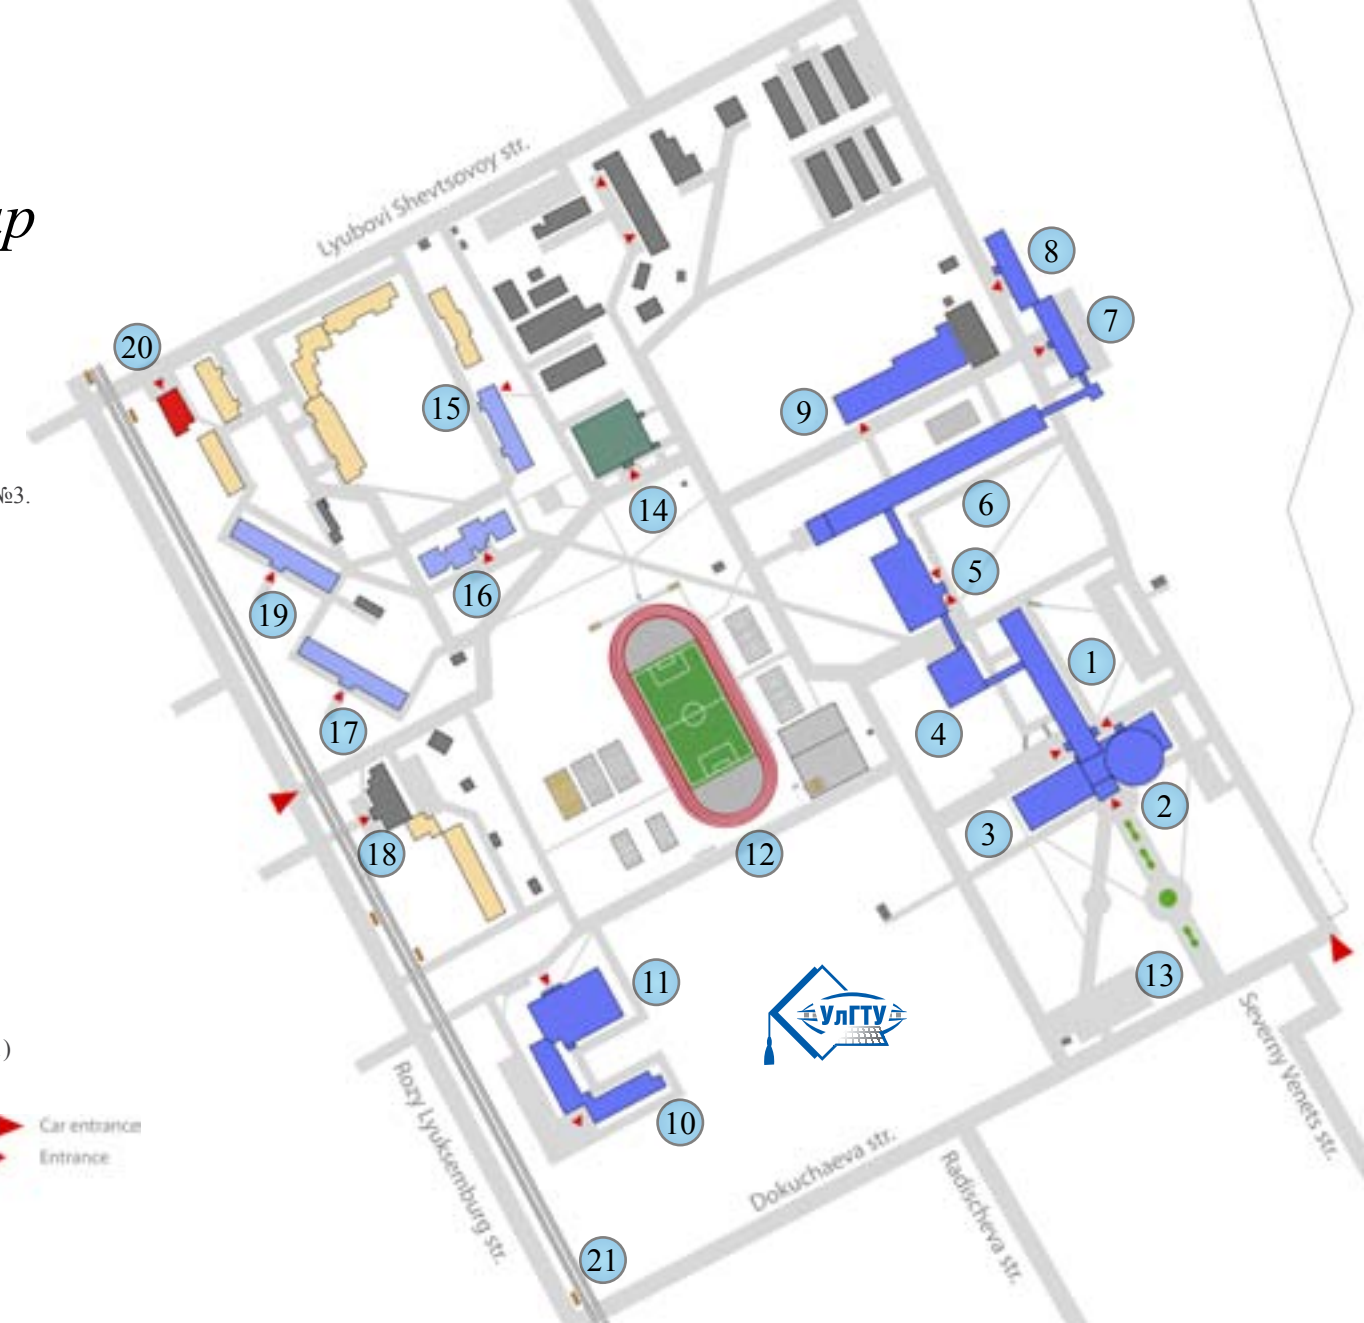 Lyubovi Shevtsovoy str.
ap
8
7
20
15
9
№3.
14
6
5
16
19
1
17
4
2
3
18
12
11
13
УлГТУ
)
Severny Venets str.
Rozy Lyuksemburg str.
Car entrance
10
Entrance
Dokuchaeva str.
Radischeva str.
21